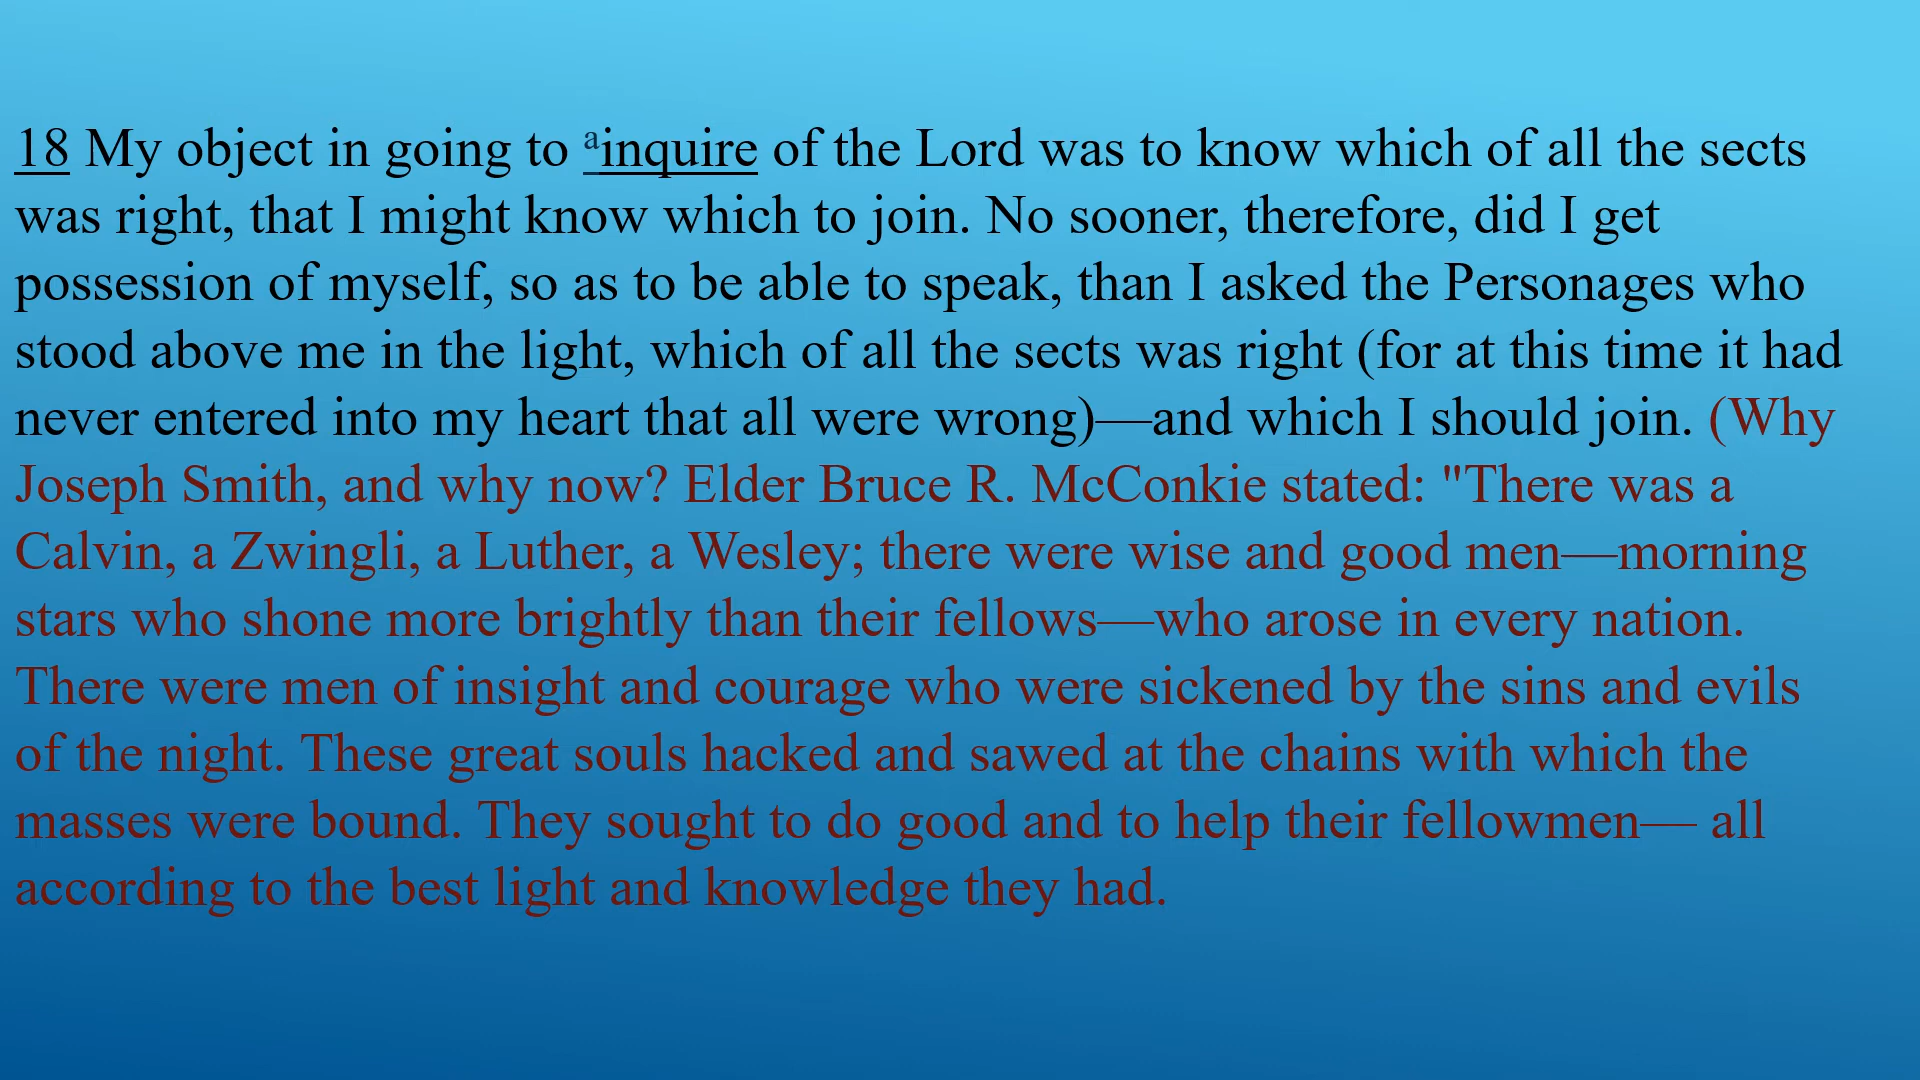 18 My object in going to ainquire of the Lord was to know which of all the sects
was right, that I might know which to join. No sooner, therefore, did I get
possession of myself, so as to be able to speak, than I asked the Personages who
stood above me in the light, which of all the sects was right (for at this time it had
never entered into my heart that all were wrong)—and which I should join. (Why
Joseph Smith, and why now? Elder Bruce R. McConkie stated: "There was a
Calvin, a Zwingli, a Luther, a Wesley; there were wise and good men—morning
stars who shone more brightly than their fellows—who arose in every nation.
There were men of insight and courage who were sickened by the sins and evils
of the night. These great souls hacked and sawed at the chains with which the
masses were bound. They sought to do good and to help their fellowmen— all
according to the best light and knowledge they had.